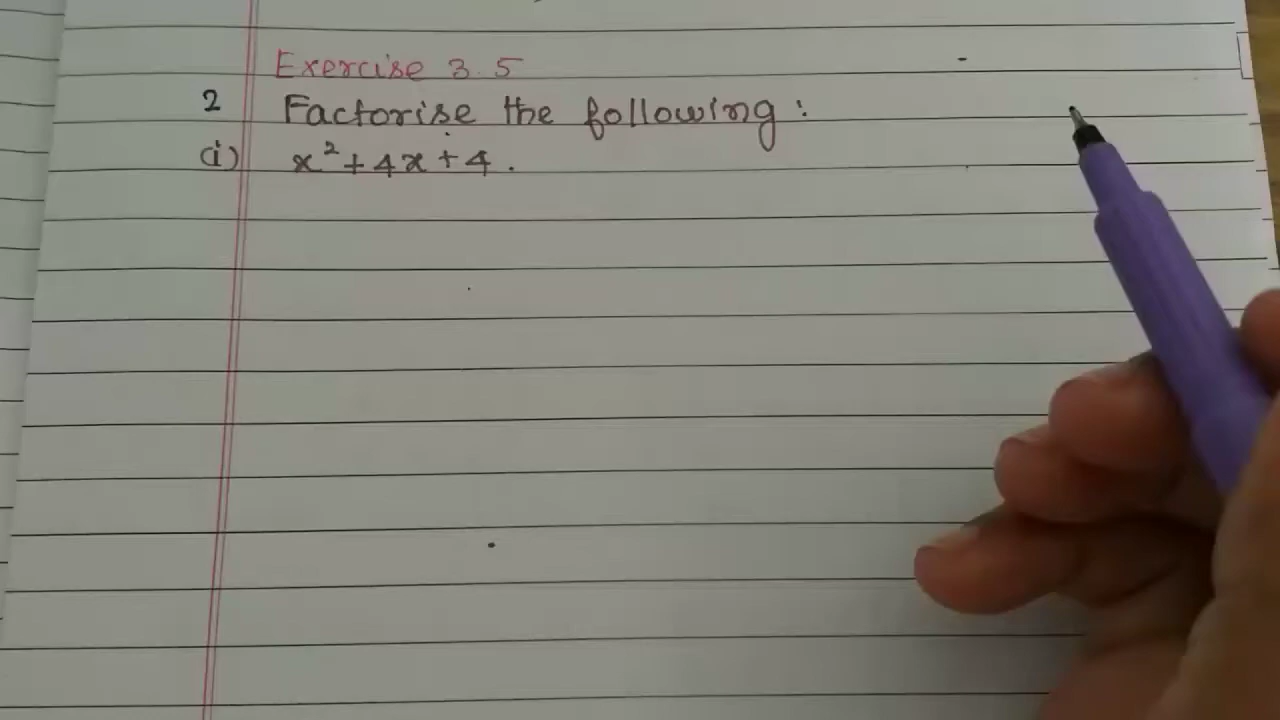 Exercise 3.5
2 Factorise the following:
(i) x² + 4x + 4.